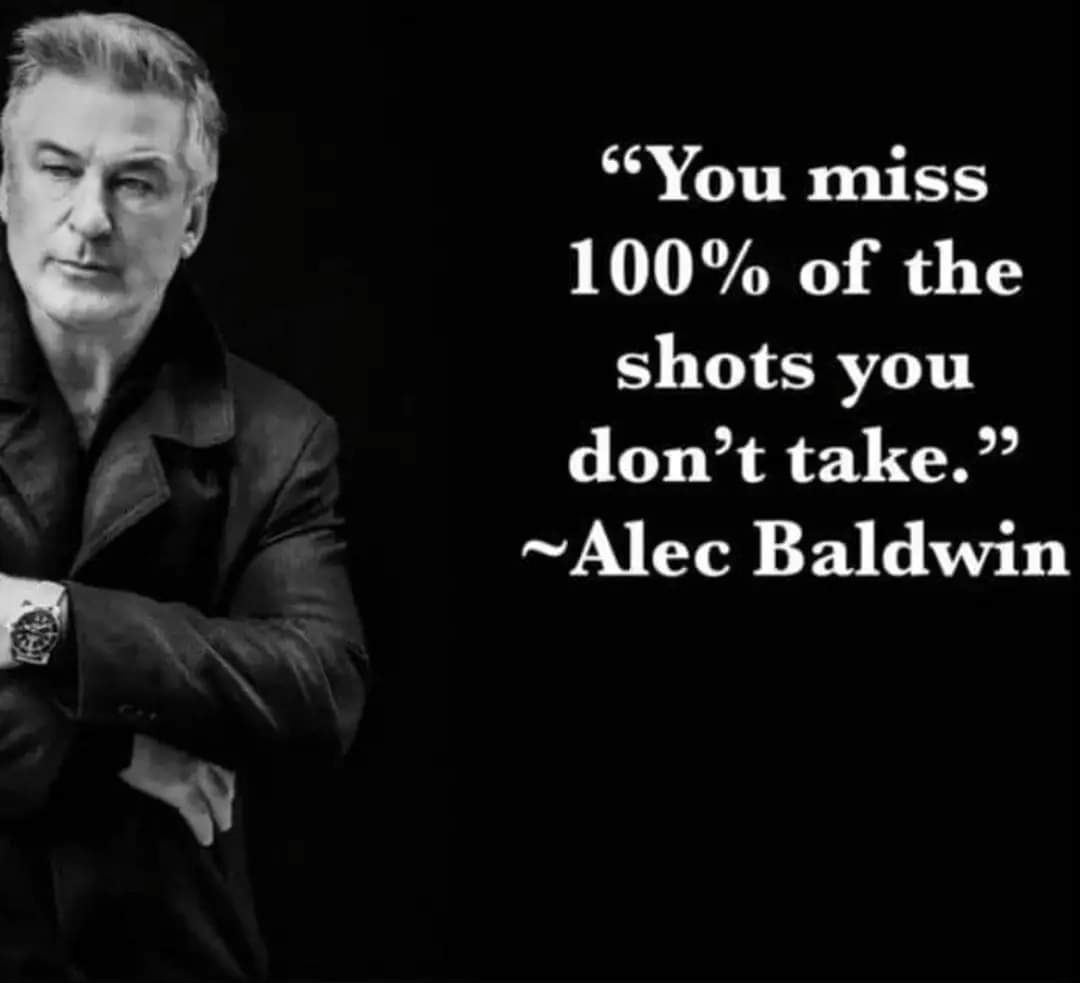 “You miss
100% of the
shots you
don’t take.”
~Alec Baldwin